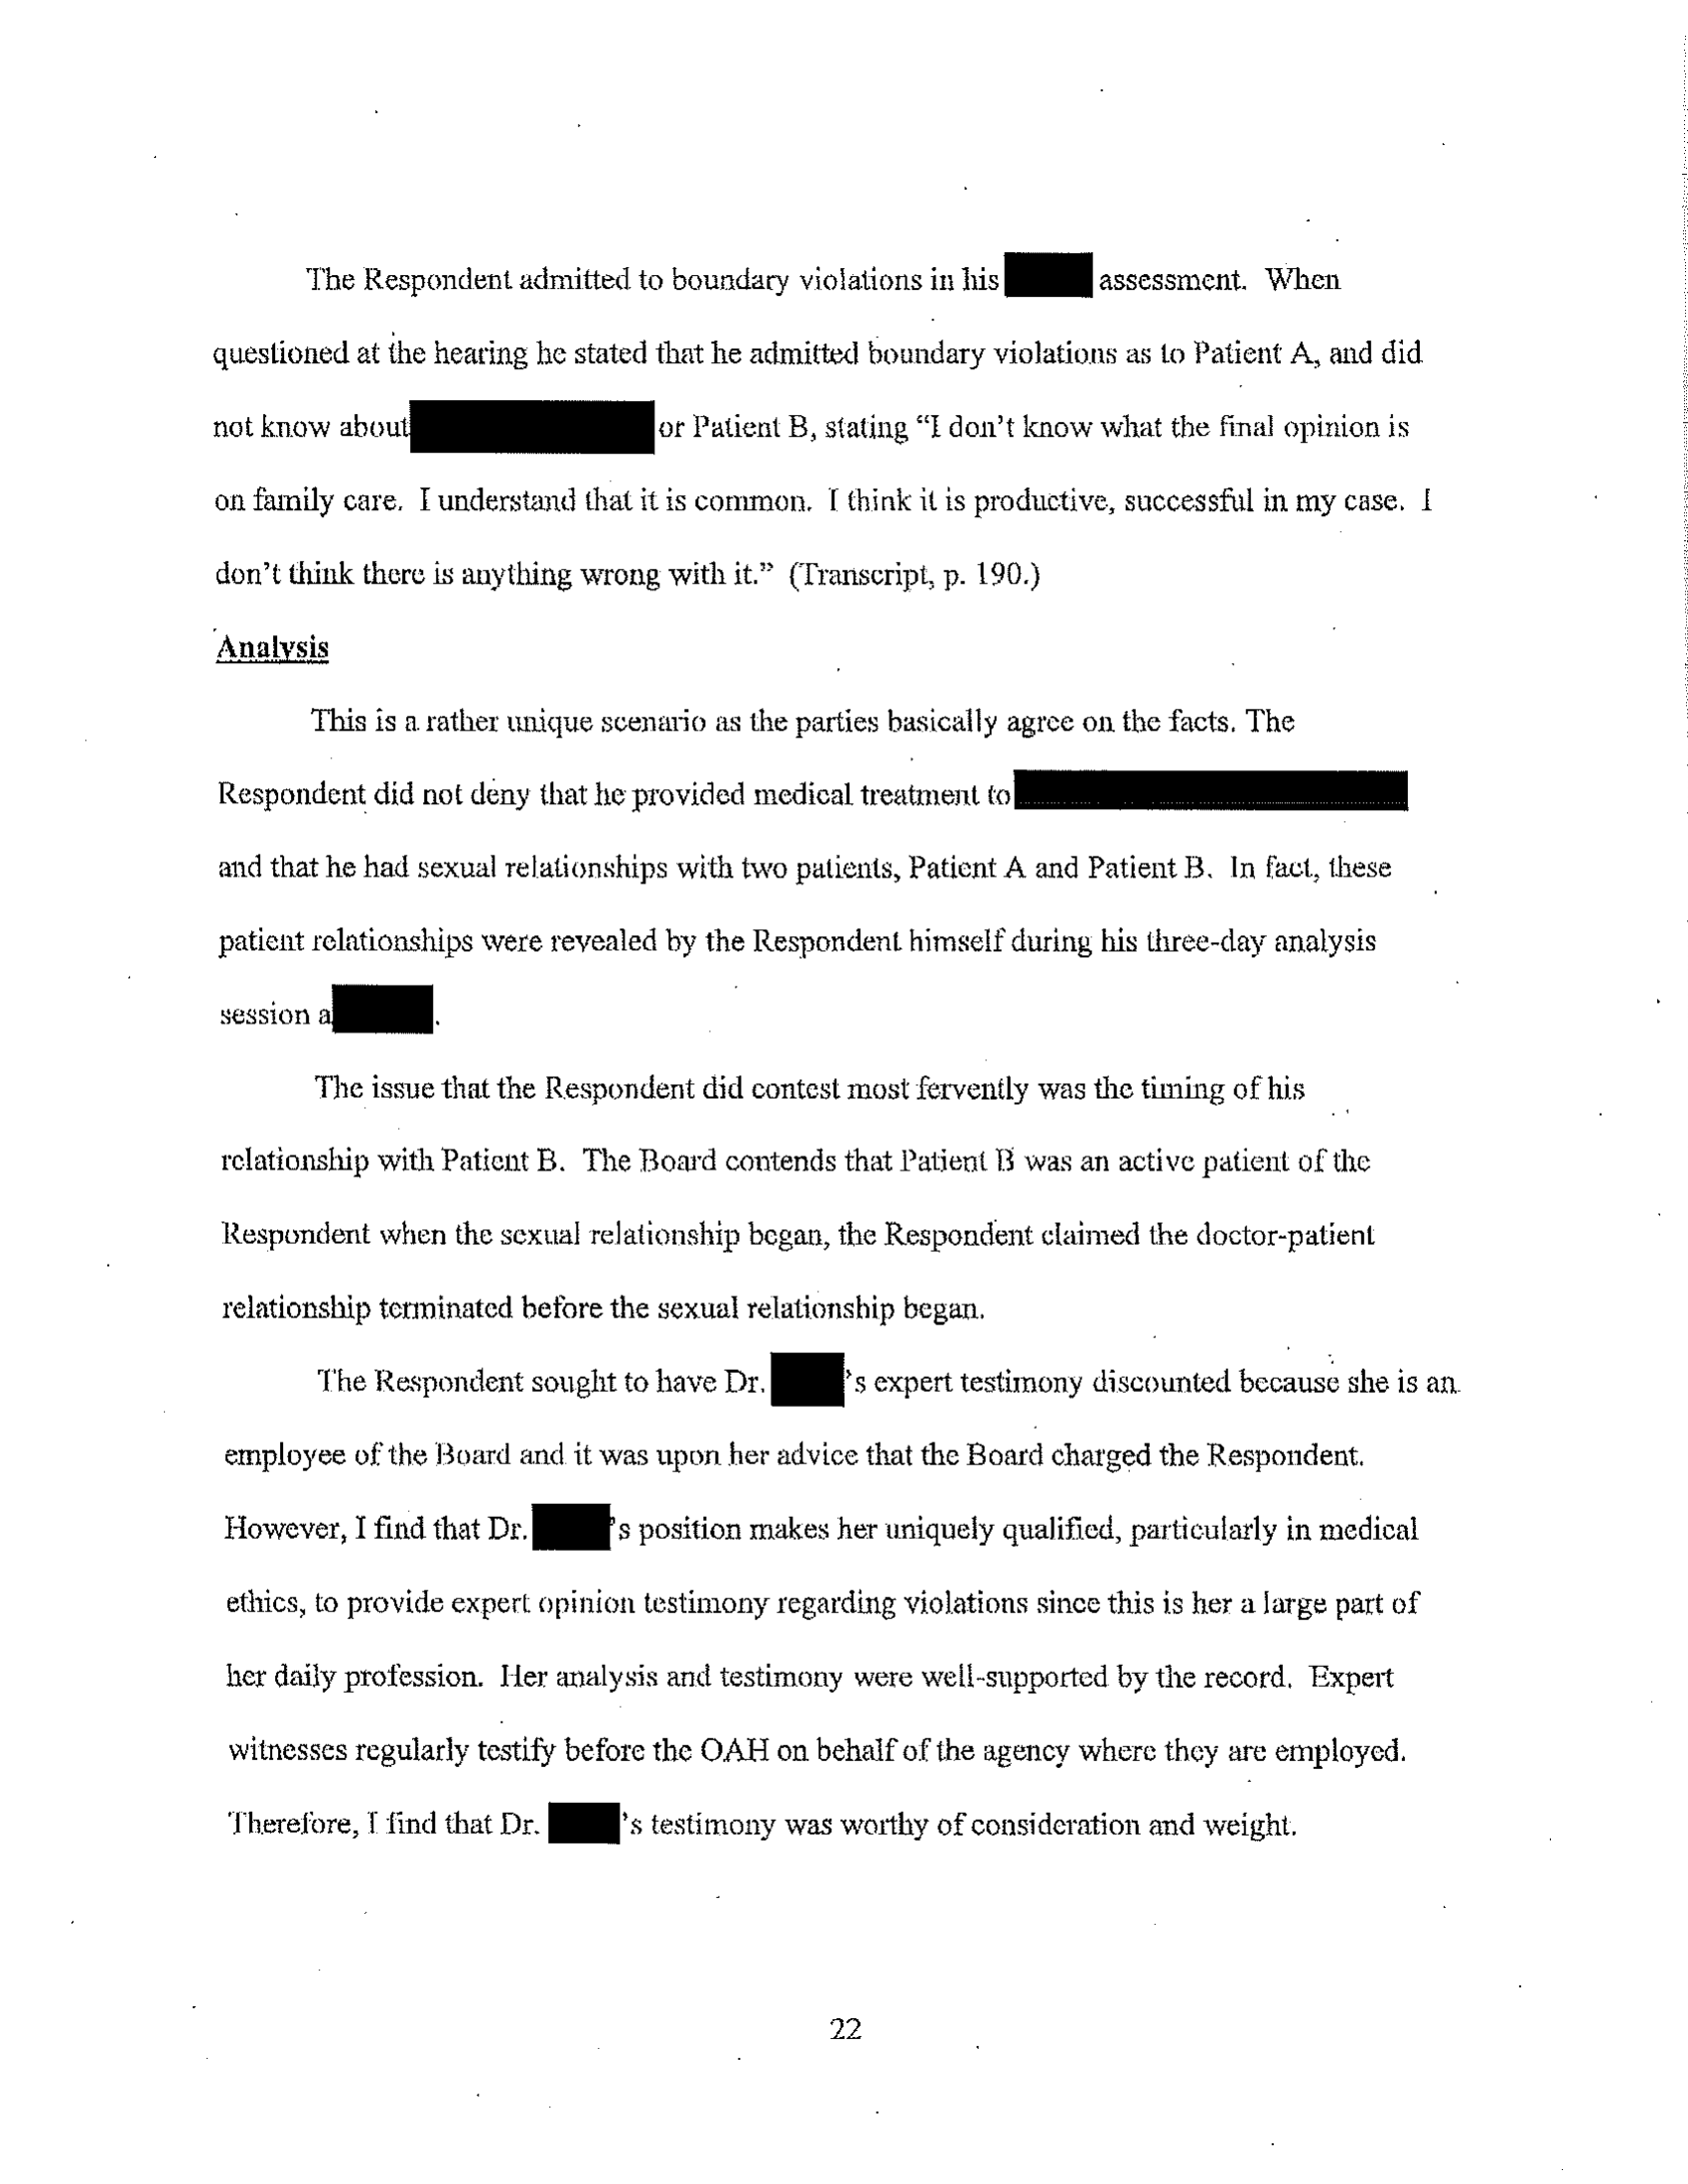 The Respondent admitted to boundary violations in his assessment. When
questioned at the hearing he stated that he admitted boundary violations as to Patient A, and did
not know about or Patient B, stating “I don’t know what the final opinion is
on family care. I understand that it is common. I think it is productive, successful in my case. I
don’t think there is anything wrong with it.” (Transcript, p. 190.)
Analysis
This is a rather unique scenario as the parties basically agree on the facts. The
Respondent did not deny that he provided medical treatment to
and that he had sexual relationships with two patients, Patient A and Patient B. In fact, these
patient relationships were revealed by the Respondent himself during his three-day analysis
session a .
The issue that the Respondent did contest most fervently was the timing of his
relationship with Patient B. The Board contends that Patient B was an active patient of the
Respondent when the sexual relationship began, the Respondent claimed the doctor-patient
relationship terminated before the sexual relationship began.
The Respondent sought to have Dr. ’s expert testimony discounted because she is an
employee of the Board and it was upon her advice that the Board charged the Respondent.
However, I find that Dr. ’s position makes her uniquely qualified, particularly in medical
ethics, to provide expert opinion testimony regarding violations since this is her a large part of
her daily profession. Her analysis and testimony were well-supported by the record. Expert
witnesses regularly testify before the OAH on behalf of the agency where they are employed.
Therefore, I find that Dr. ’s testimony was worthy of consideration and weight.
22